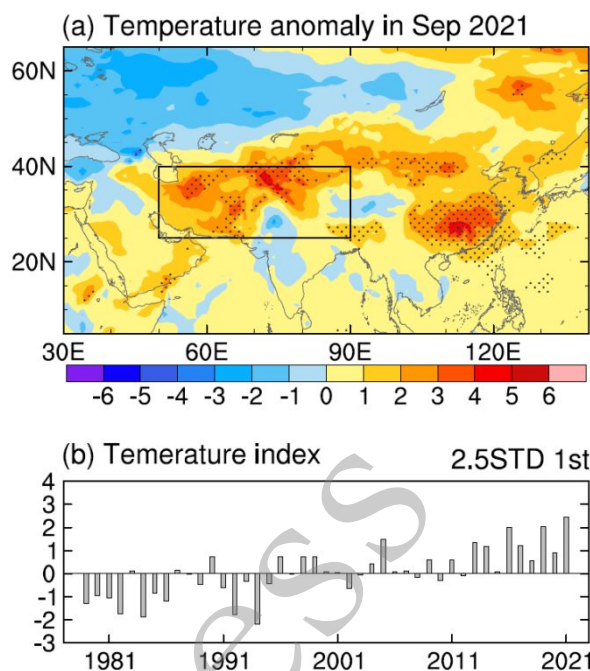 (a) Temperature anomaly in Sep 2021
60N
40N
20N
30E 60E 90E 120E
-6 -5 -4 -3 -2 -1 0 1 2 3 4 5 6
(b) Temerature index 2.5STD 1st
4
3
2
1
0
-1
-2
-3
1981 1991 2001 2011 2021
ess